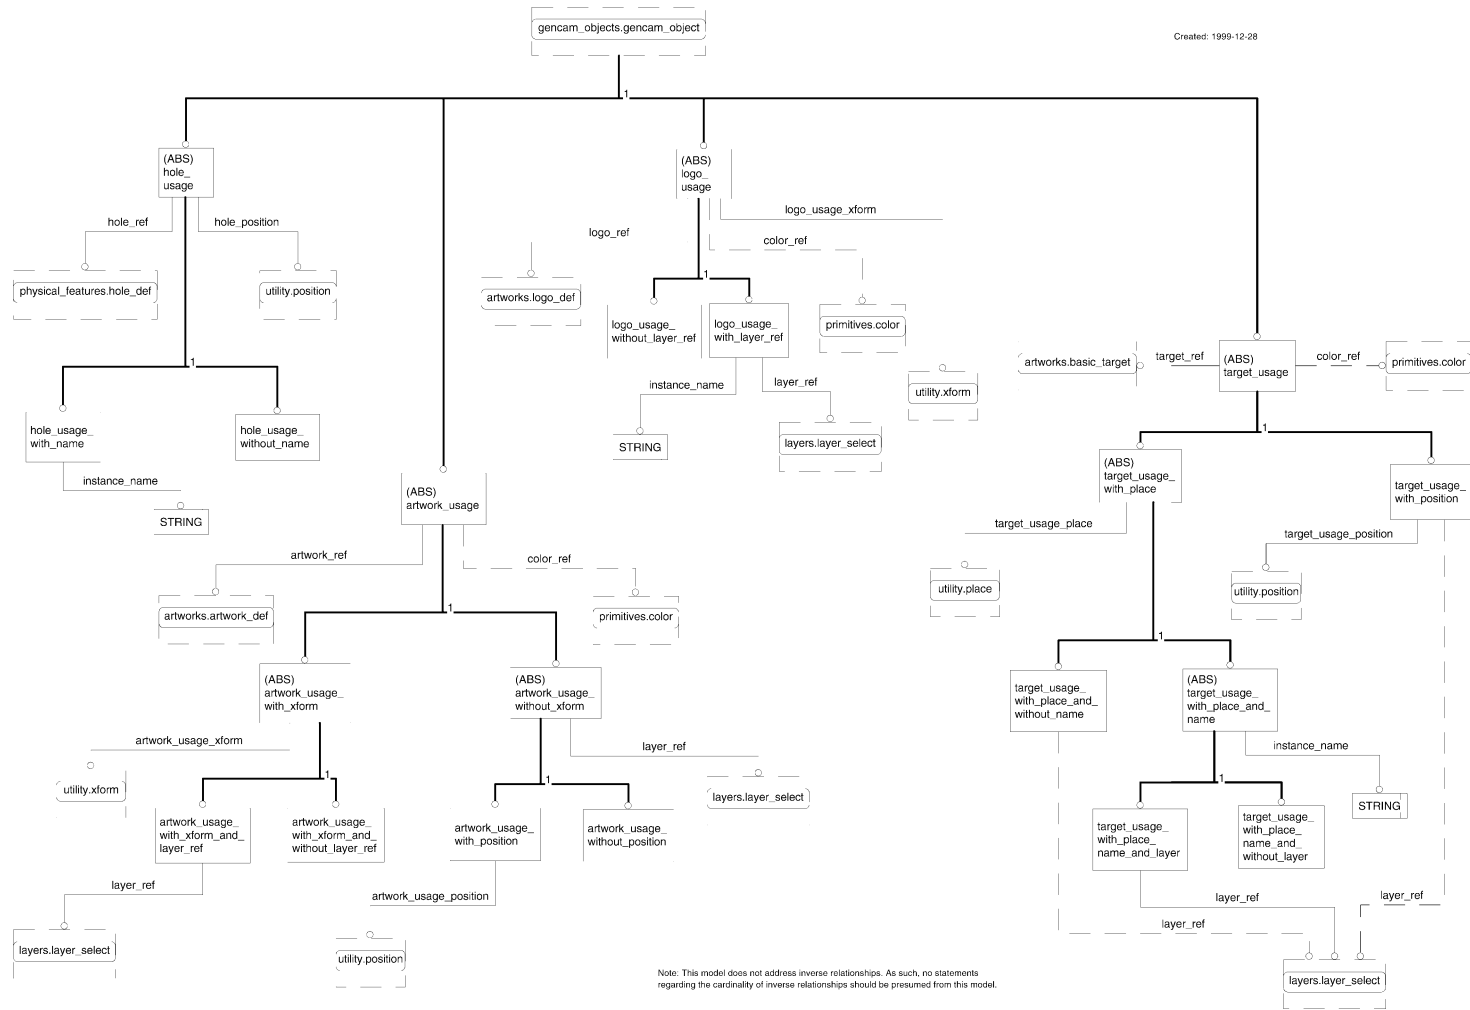 gencam_objects.gencam_object
Created: 1999-12-28
1
(ABS)
hole_
usage
(ABS)
logo_
usage
hole_ref
hole_position
logo_usage_xform
logo_ref
color_ref
physical_features.hole_def
utility.position
artworks.logo_def
1
logo_usage_
without_layer_ref
logo_usage_
with_layer_ref
primitives.color
artworks.basic_target
target_ref
(ABS)
target_usage
color_ref
primitives.color
1
instance_name
layer_ref
utility.xform
hole_usage_
with_name
hole_usage_
without_name
STRING
layers.layer_select
1
instance_name
STRING
(ABS)
artwork_usage
(ABS)
target_usage_
with_place
target_usage_
with_position
target_usage_place
target_usage_position
artwork_ref
color_ref
utility.place
utility.position
artworks.artwork_def
1
primitives.color
1
(ABS)
artwork_usage_
with_xform
(ABS)
artwork_usage_
without_xform
target_usage_
with_place_and_
without_name
(ABS)
target_usage_
with_place_and_
name
artwork_usage_xform
layer_ref
instance_name
utility.xform
1
1
layers.layer_select
1
STRING
artwork_usage_
with_xform_and_
layer_ref
artwork_usage_
with_xform_and_
without_layer_ref
artwork_usage_
with_position
artwork_usage_
without_position
target_usage_
with_place_
name_and_layer
target_usage_
with_place_
name_and_
without_layer
layer_ref
artwork_usage_position
layer_ref
layer_ref
layer_ref
layers.layer_select
utility.position
Note: This model does not address inverse relationships. As such, no statements
regarding the cardinality of inverse relationships should be presumed from this model.
layers.layer_select